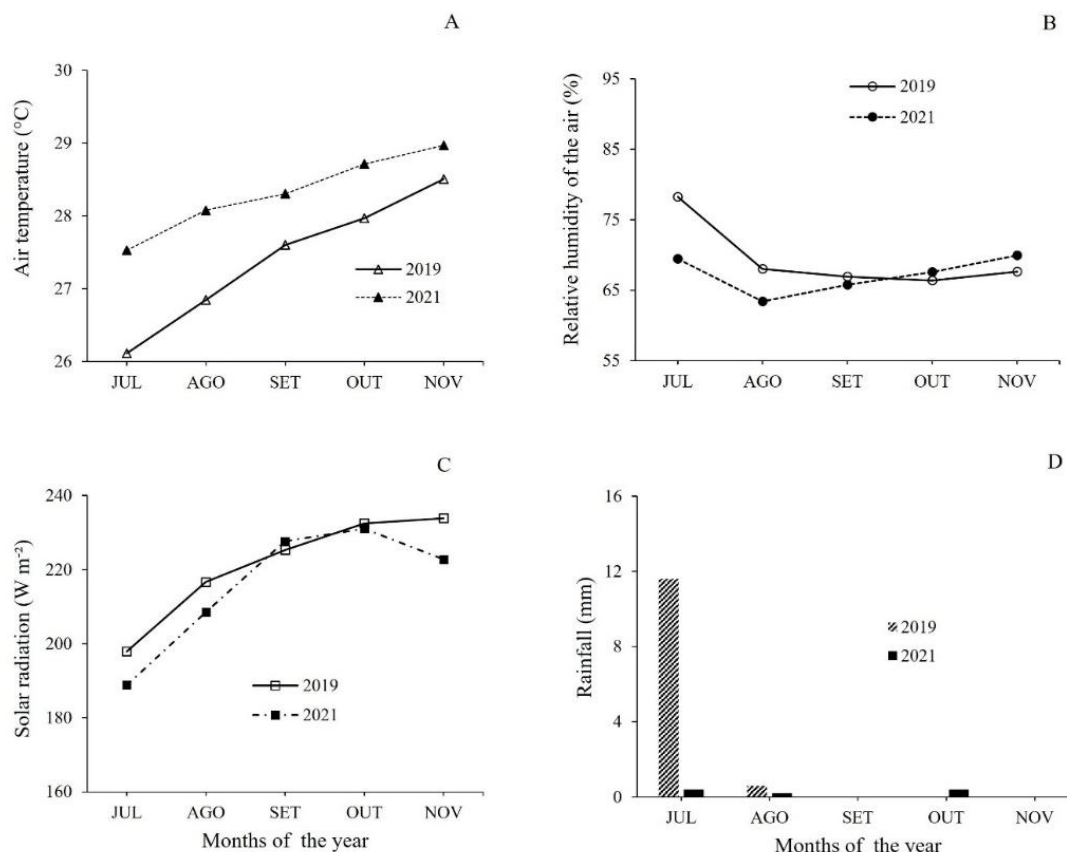 A
Air temperature (°C)
30
29
28
27
26
2019
2021
JUL AGO SET OUT NOV
B
Relative humidity of the air (%)
95
85
75
65
55
2019
2021
JUL AGO SET OUT NOV
C
Solar radiation (W m⁻²)
240
220
200
180
160
2019
2021
JUL AGO SET OUT NOV
Months of the year
D
Rainfall (mm)
16
12
8
4
0
2019
2021
JUL AGO SET OUT NOV
Months of the year